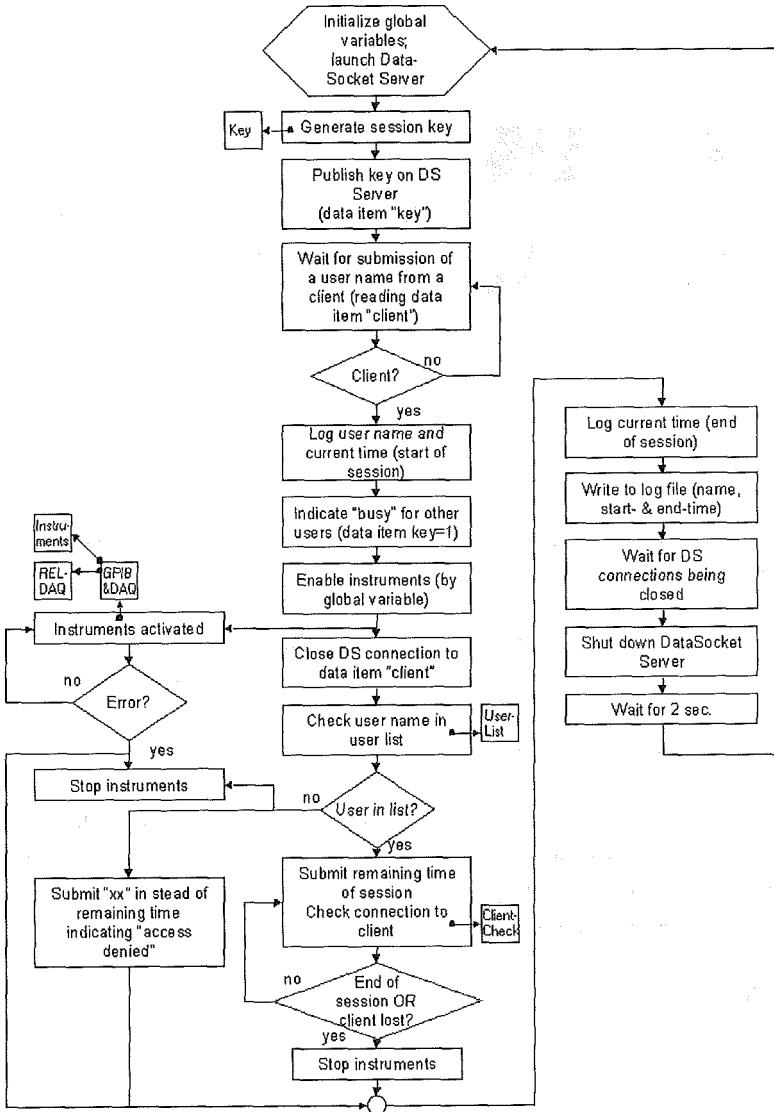 Initialize global
variables;
launch Data-
Socket Server
Key
Generate session key
Publish key on DS
Server
(data item "key")
Wait for submission of
a user name from a
client (reading data
item "client")
no
Client?
yes
Log user name and
current time (start of
session)
Indicate "busy" for other
users (data item key=1)
Enable instruments (by
global variable)
Instru-
ments
REL-
DAQ
GPIB
&DAQ
Instruments activated
no
Error?
yes
Stop instruments
Close DS connection to
data item "client"
Check user name in
user list
User-
List
no
User in list?
yes
Submit "xx" in stead of
remaining time
indicating "access
denied"
Submit remaining time
of session
Check connection to
client
Client-
Check
no
End of
session OR
client lost?
yes
Stop instruments
Log current time (end
of session)
Write to log file (name,
start- & end-time)
Wait for DS
connections being
closed
Shut down DataSocket
Server
Wait for 2 sec.